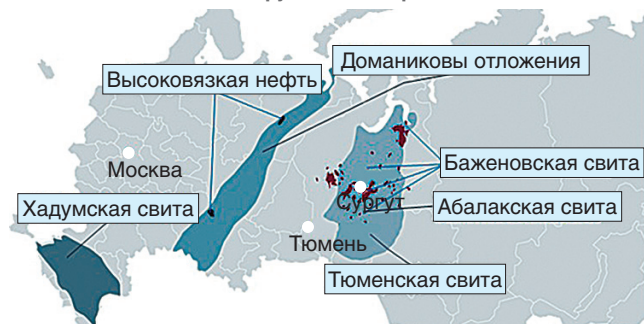 Высоковязкая нефть
Доманиковы отложения
Москва
Баженовская свита
Хадумская свита
Сургут
Абалакская свита
Тюмень
Тюменская свита